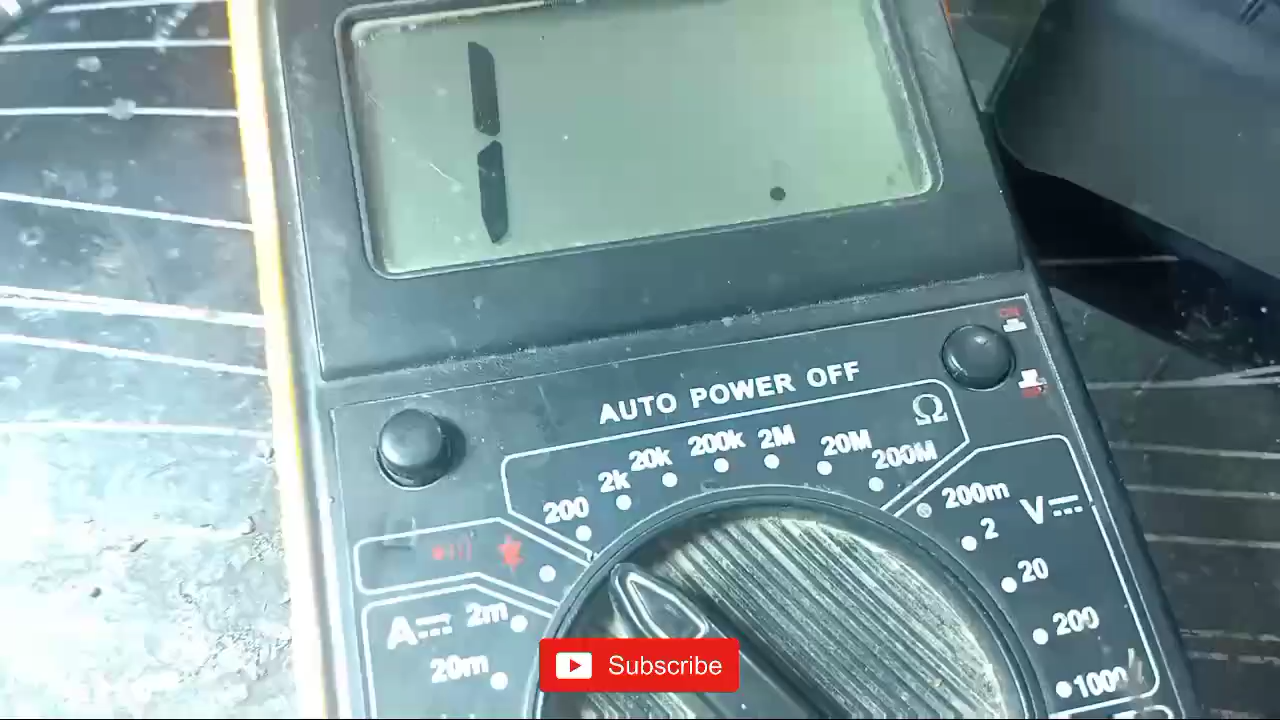 1 .
ON
AUTO POWER OFF
Ω
200 2k 20k 200k 2M 20M 200M
200m
V
2
20
200
1000
A
2m
20m
Subscribe